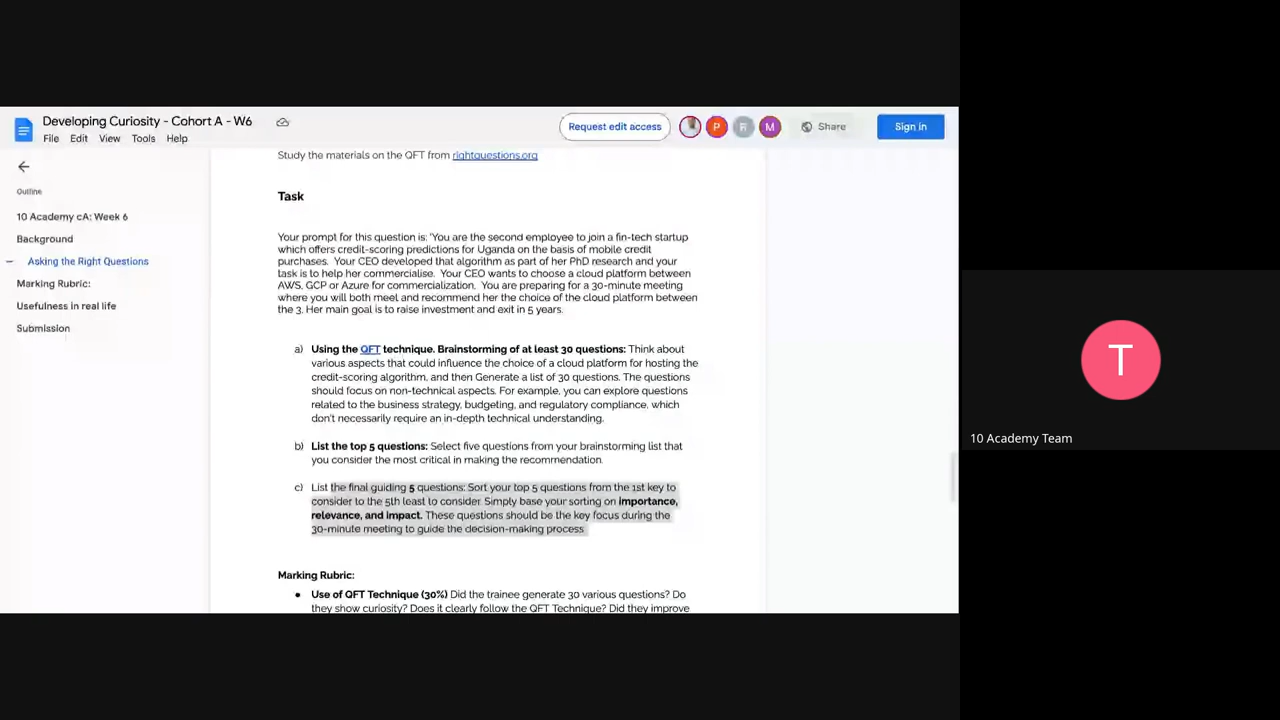 Developing Curiosity - Cohort A - W6
File Edit View Tools Help
Request edit access
P
R
M
Share
Sign in
Outline
10 Academy cA: Week 6
Background
Asking the Right Questions
Marking Rubric:
Usefulness in real life
Submission
Study the materials on the QFT from rightquestions.org
Task
Your prompt for this question is: 'You are the second employee to join a fin-tech startup
which offers credit-scoring predictions for Uganda on the basis of mobile credit
purchases. Your CEO developed that algorithm as part of her PhD research and your
task is to help her commercialise. Your CEO wants to choose a cloud platform between
AWS, GCP or Azure for commercialization. You are preparing for a 30-minute meeting
where you will both meet and recommend her the choice of the cloud platform between
the 3. Her main goal is to raise investment and exit in 5 years.
a) Using the QFT technique. Brainstorming of at least 30 questions: Think about
various aspects that could influence the choice of a cloud platform for hosting the
credit-scoring algorithm, and then Generate a list of 30 questions. The questions
should focus on non-technical aspects. For example, you can explore questions
related to the business strategy, budgeting, and regulatory compliance, which
don't necessarily require an in-depth technical understanding.
b) List the top 5 questions: Select five questions from your brainstorming list that
you consider the most critical in making the recommendation.
c) List the final guiding 5 questions: Sort your top 5 questions from the 1st key to
consider to the 5th least to consider. Simply base your sorting on importance,
relevance, and impact. These questions should be the key focus during the
30-minute meeting to guide the decision-making process.
Marking Rubric:
● Use of QFT Technique (30%) Did the trainee generate 30 various questions? Do
they show curiosity? Does it clearly follow the QFT Technique? Did they improve
T
10 Academy Team